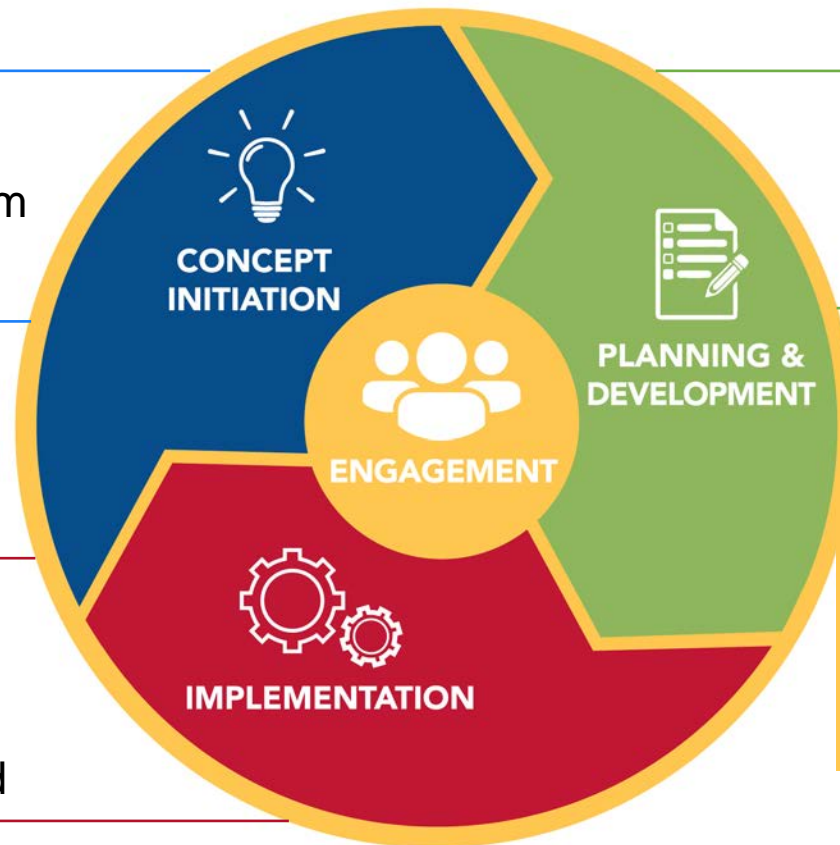 m
CONCEPT
INITIATION
PLANNING &
DEVELOPMENT
ENGAGEMENT
IMPLEMENTATION
d